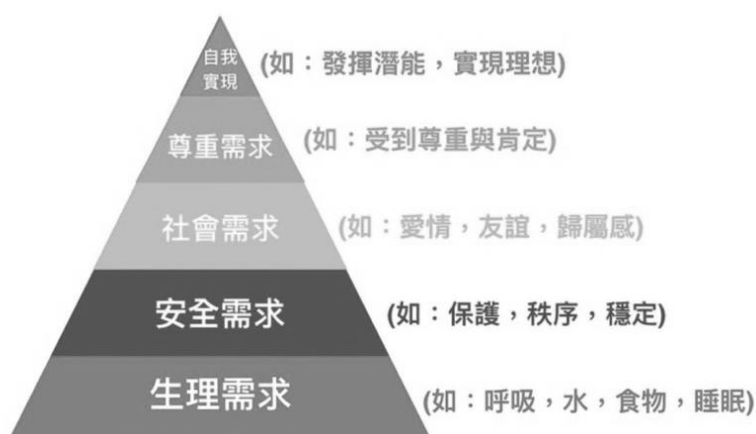 自我
實現
(如：發揮潛能，實現理想)
尊重需求
(如：受到尊重與肯定)
社會需求
(如：愛情，友誼，歸屬感)
安全需求
(如：保護，秩序，穩定)
生理需求
(如：呼吸，水，食物，睡眠)